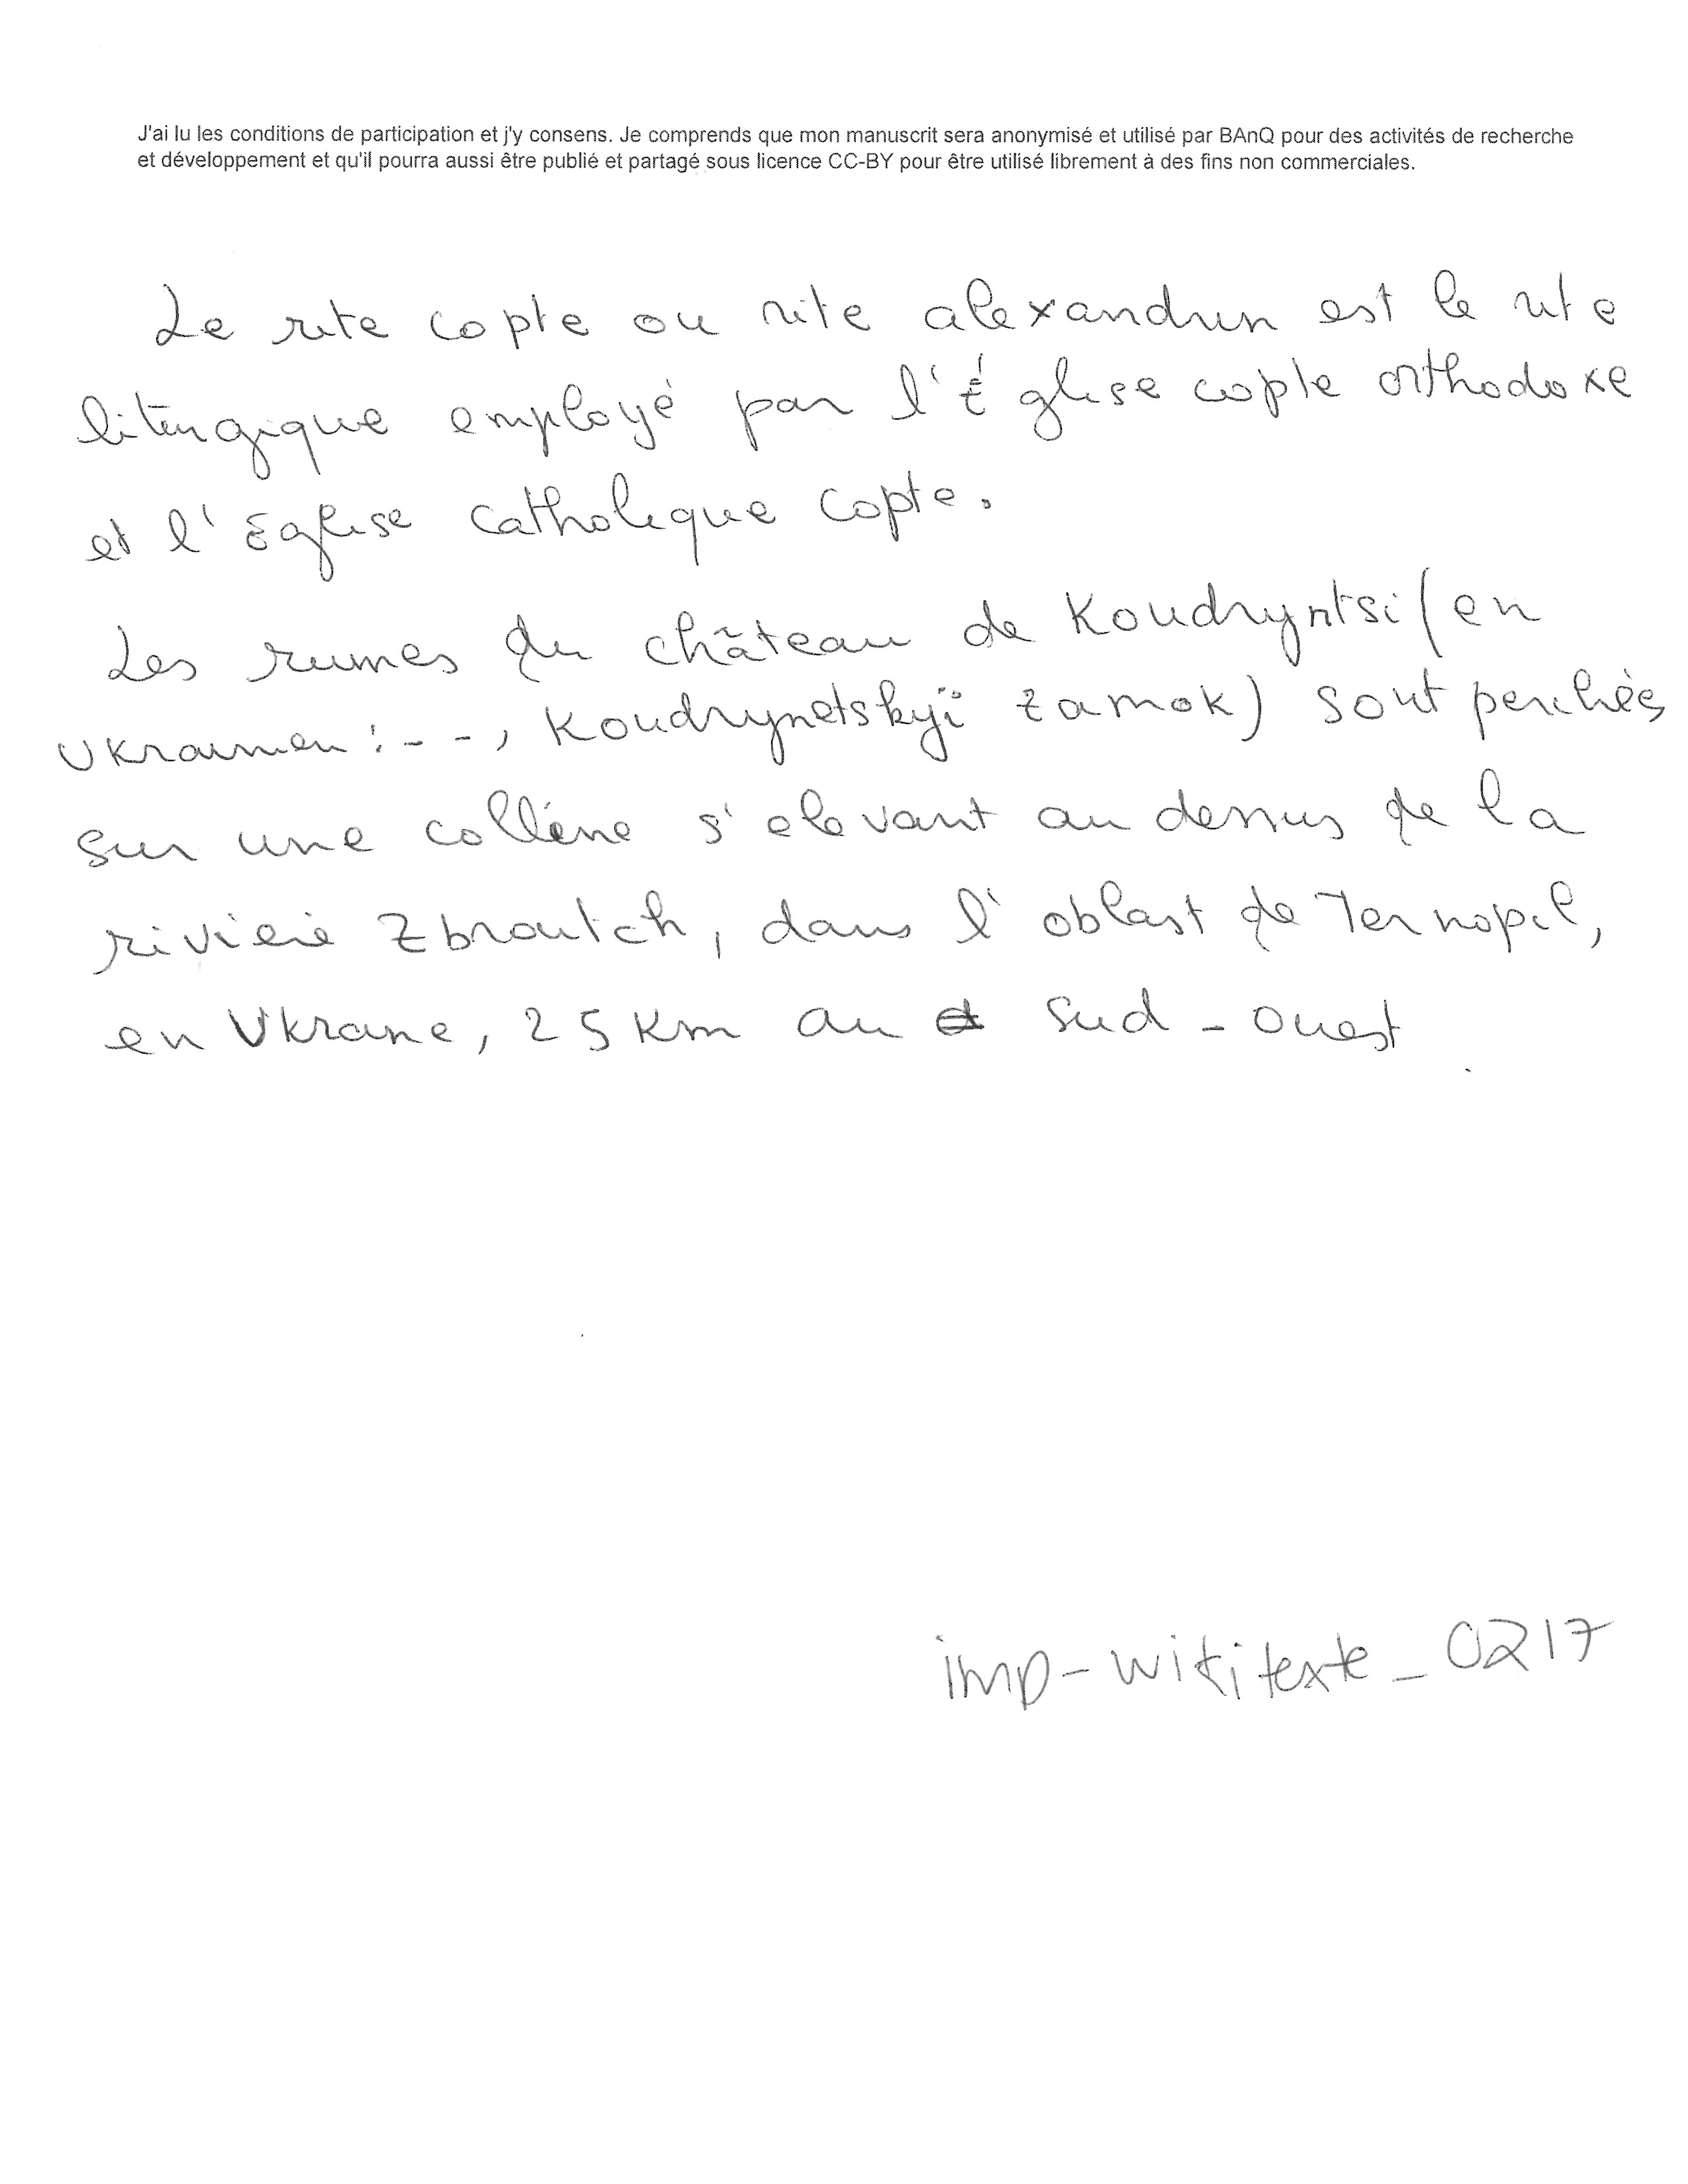 J'ai lu les conditions de participation et j'y consens. Je comprends que mon manuscrit sera anonymisé et utilisé par BAnQ pour des activités de recherche
et développement et qu'il pourra aussi être publié et partagé sous licence CC-BY pour être utilisé librement à des fins non commerciales.
Le rite copte ou rite alexandrin est le rite
liturgique employé par l'Église copte orthodoxe
et l'Eglise catholique copte.
Les ruines du château de Koudryntsi (en
Ukrainien : - - , Koudrynetskyï zamok) sont perchées
sur une colline s'elevant au dessus de la
rivière Zbroutch, dans l'oblast de Ternopil,
en Ukraine, 25 Km au sud - ouest
imp-wikitexte_0217